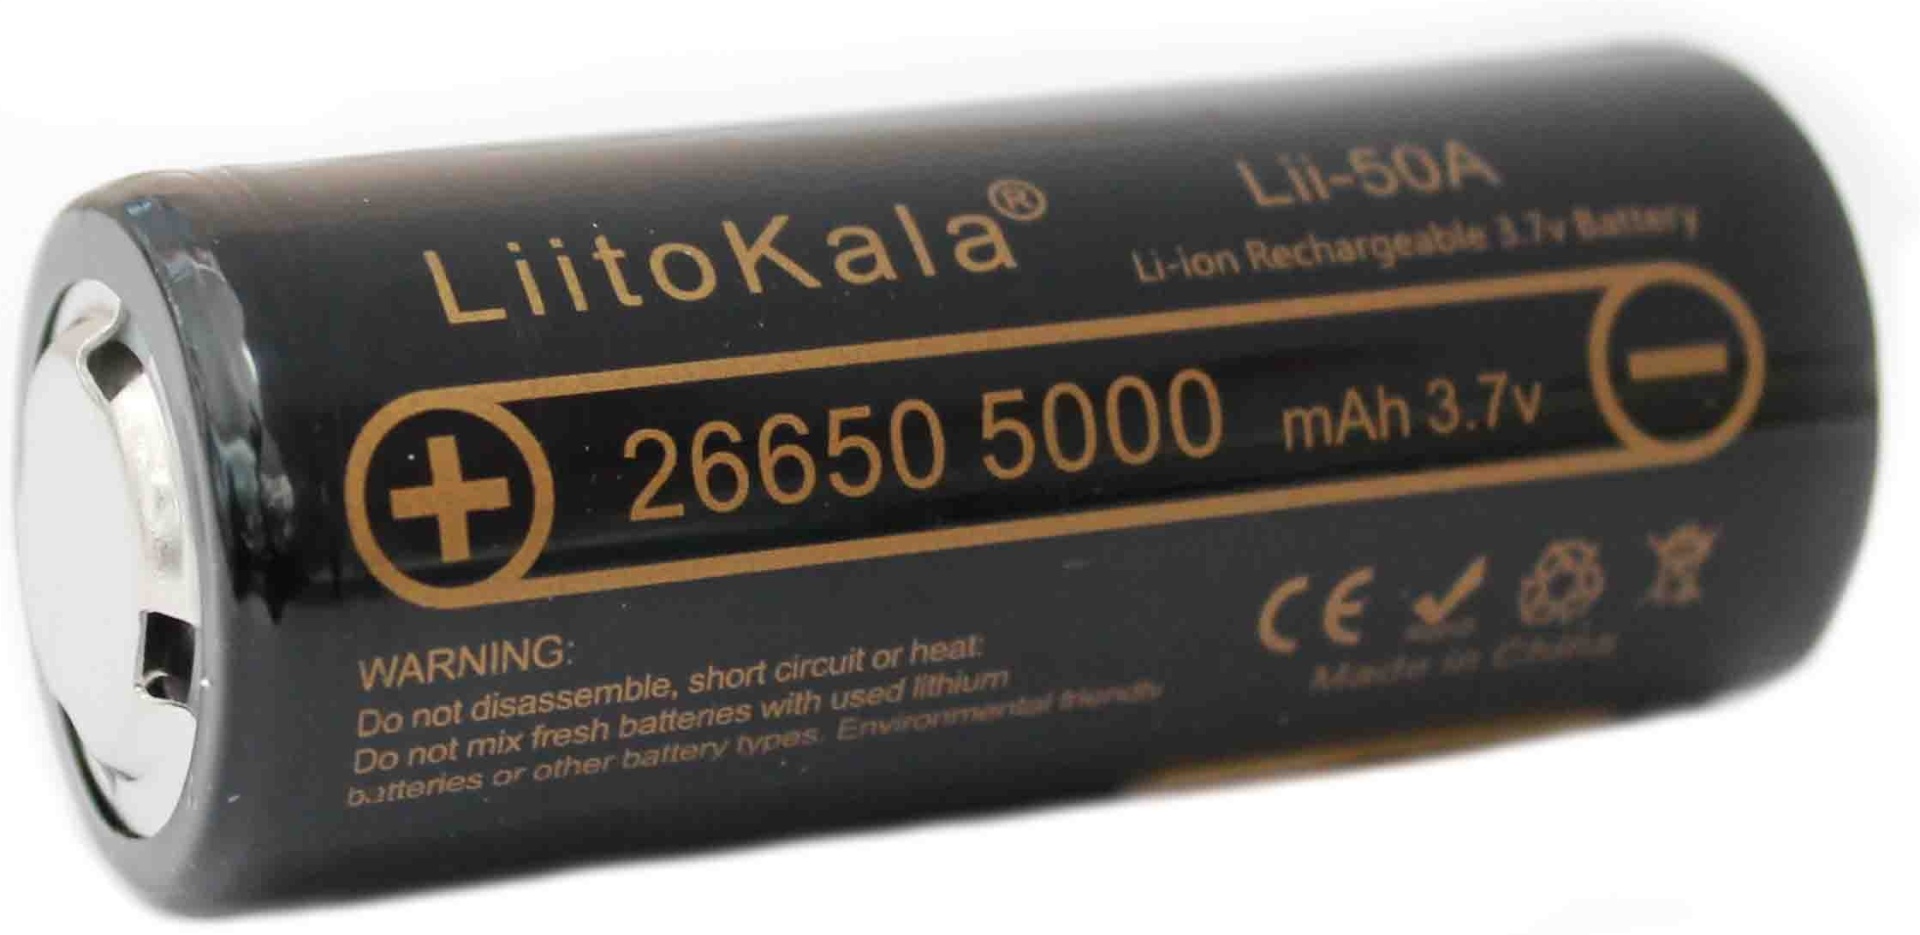 LiitoKala®
Lii-50A
Li-ion Rechargeable 3.7v Battery
26650 5000 mAh 3.7v
WARNING:
Do not disassemble, short circuit or heat:
Do not mix fresh batteries with used lithium
batteries or other battery types. Environmental friendly
CE
Made in China